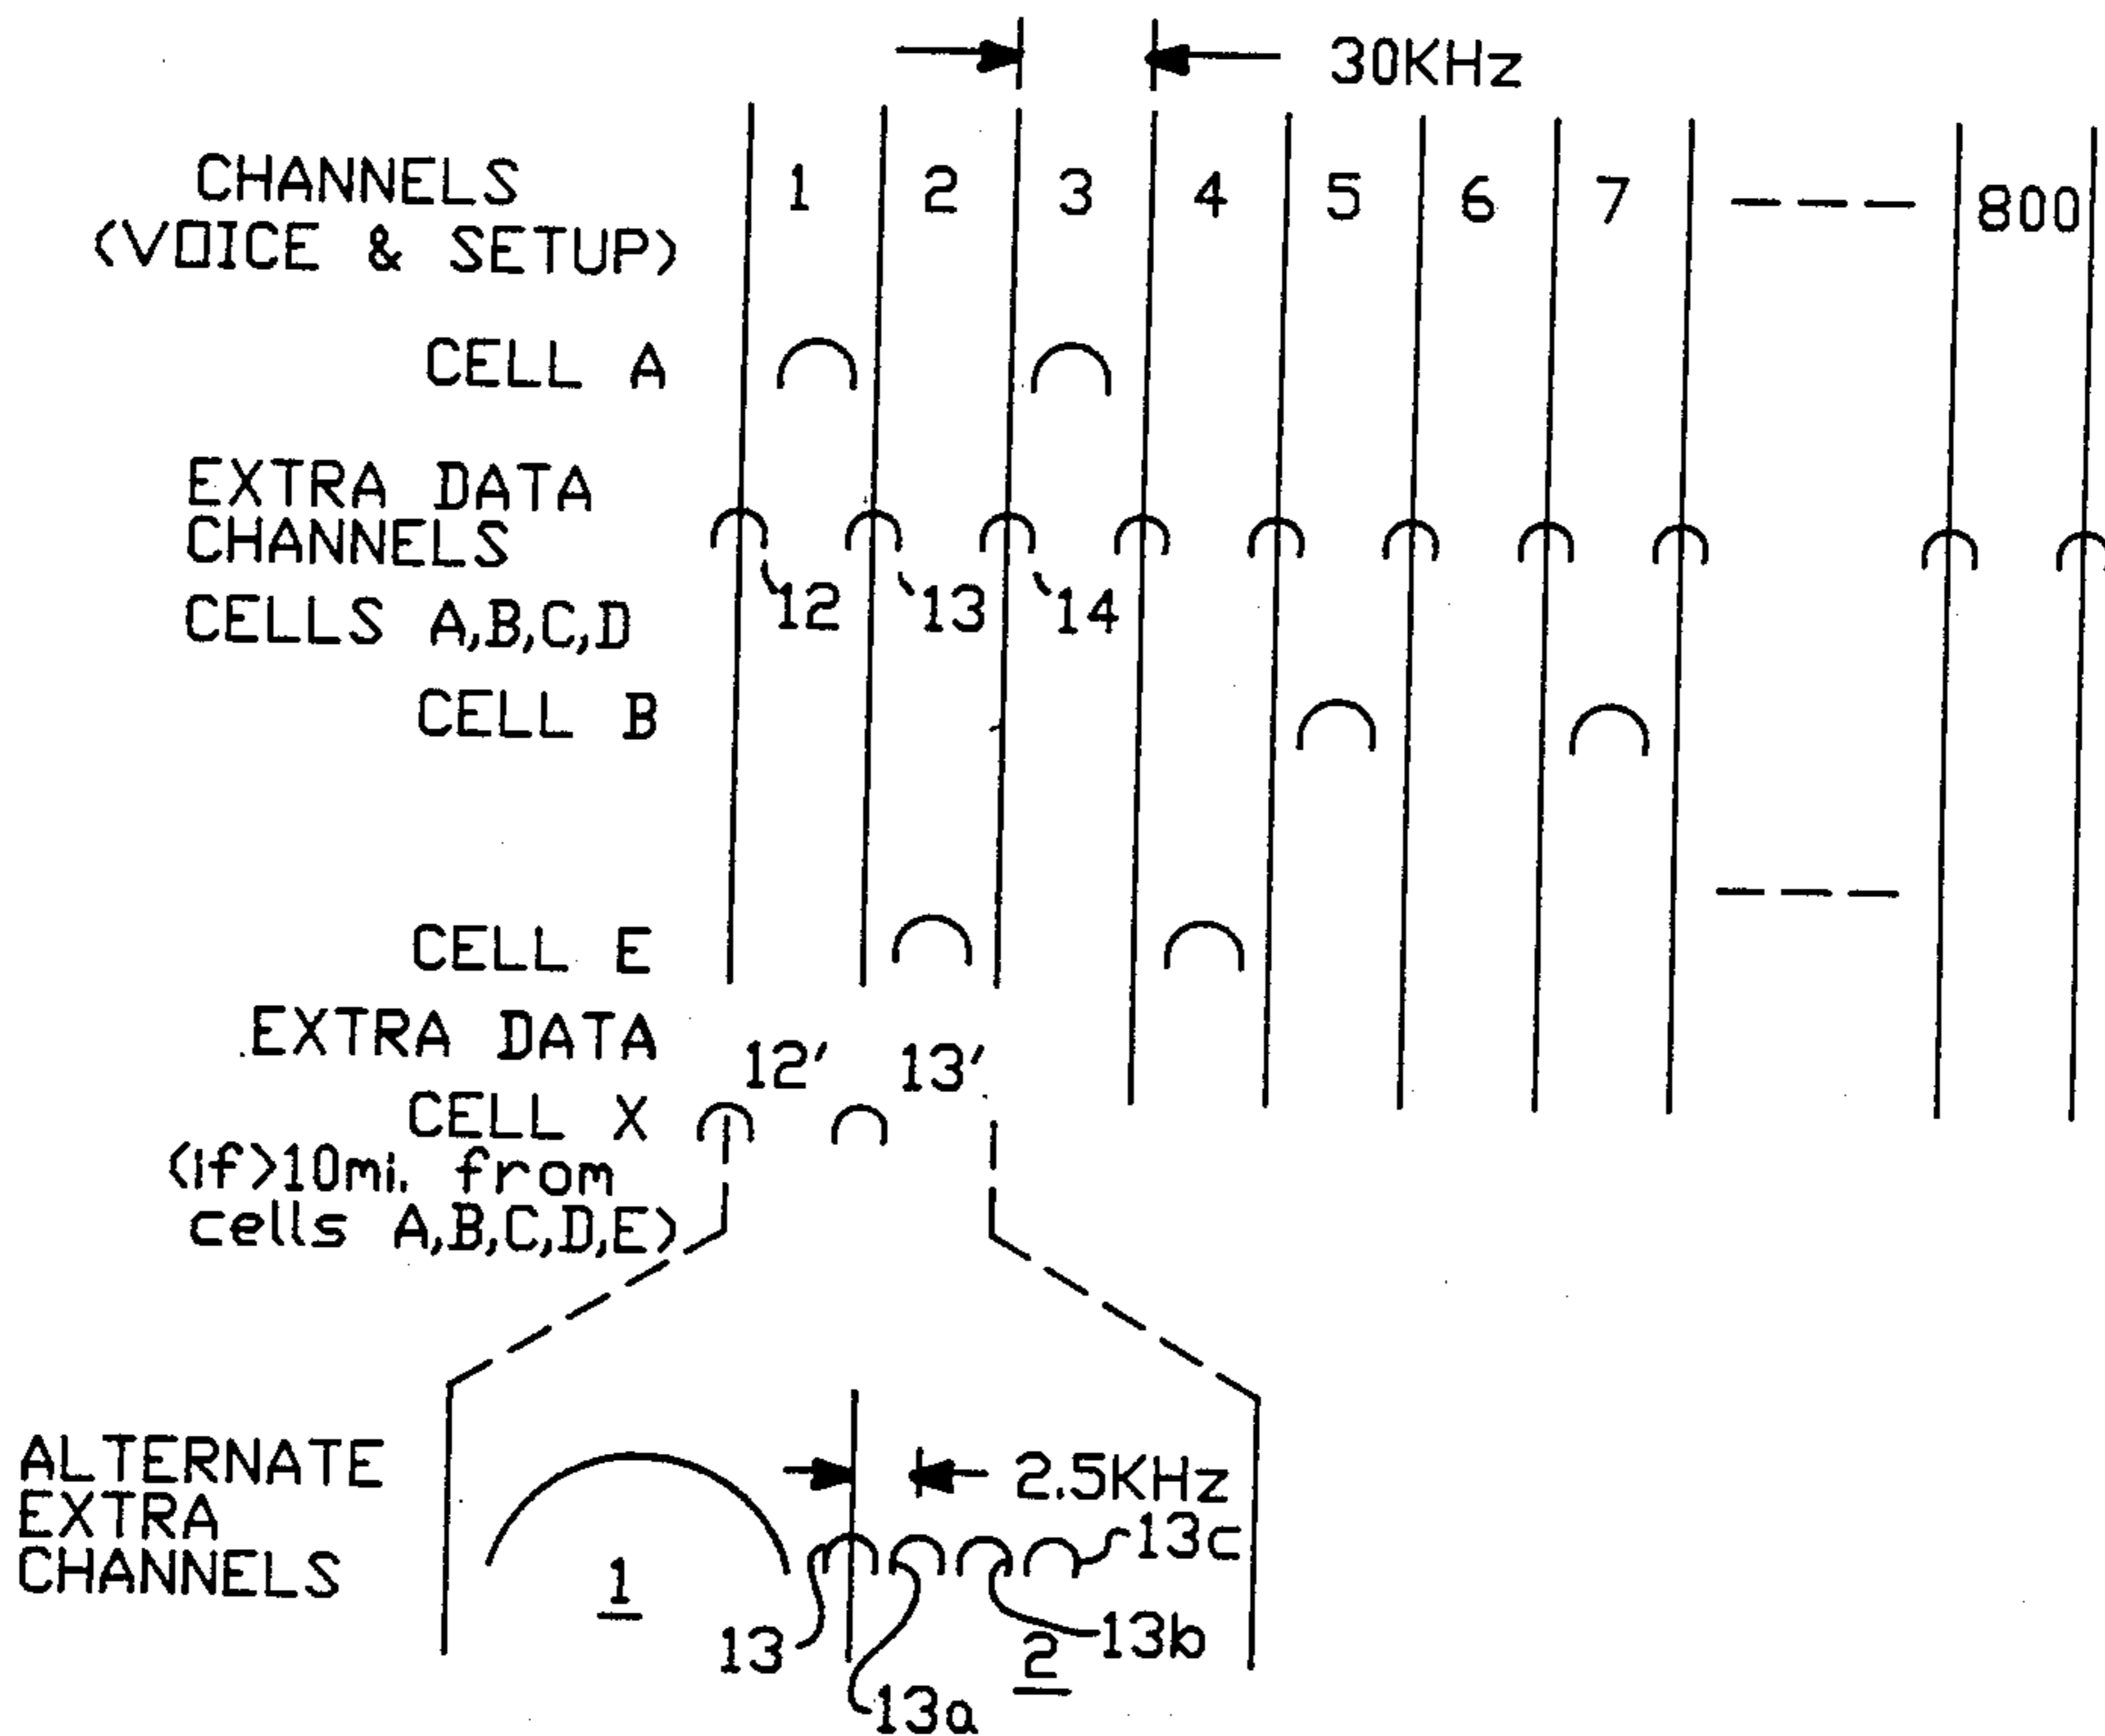 30KHz
CHANNELS
(VOICE & SETUP)
1 2 3 4 5 6 7 --- 800
CELL A
EXTRA DATA
CHANNELS
CELLS A,B,C,D
12 13 14
CELL B
CELL E
EXTRA DATA
12' 13'
CELL X
(if>10mi. from
cells A,B,C,D,E)
ALTERNATE
EXTRA
CHANNELS
2.5KHz
13c
1
13
13b
2
13a